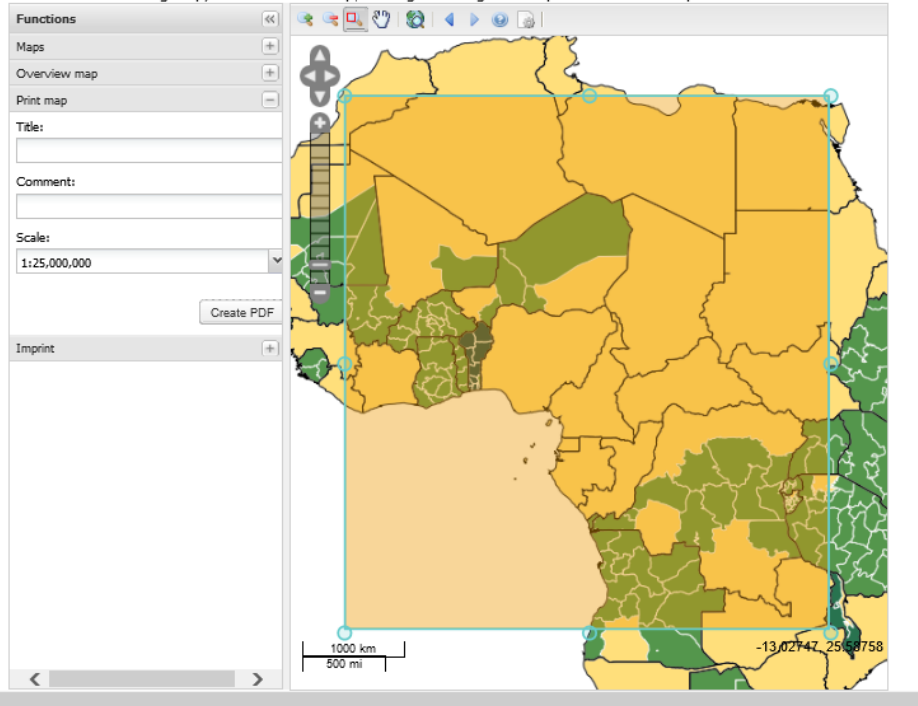 Functions
Maps
Overview map
Print map
Title:
Comment:
Scale:
1:25,000,000
Create PDF
Imprint
1000 km
500 mi
-13.02747, 25.58758